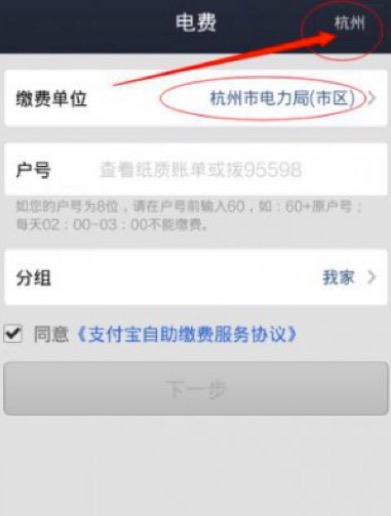 电费
杭州
缴费单位
杭州市电力局(市区)
户号
查看纸质账单或拨95598
如您的户号为8位，请在户号前输入60，如：60+原户号；
每天02：00-03：00不能缴费。
分组
我家
同意《支付宝自助缴费服务协议》
下一步